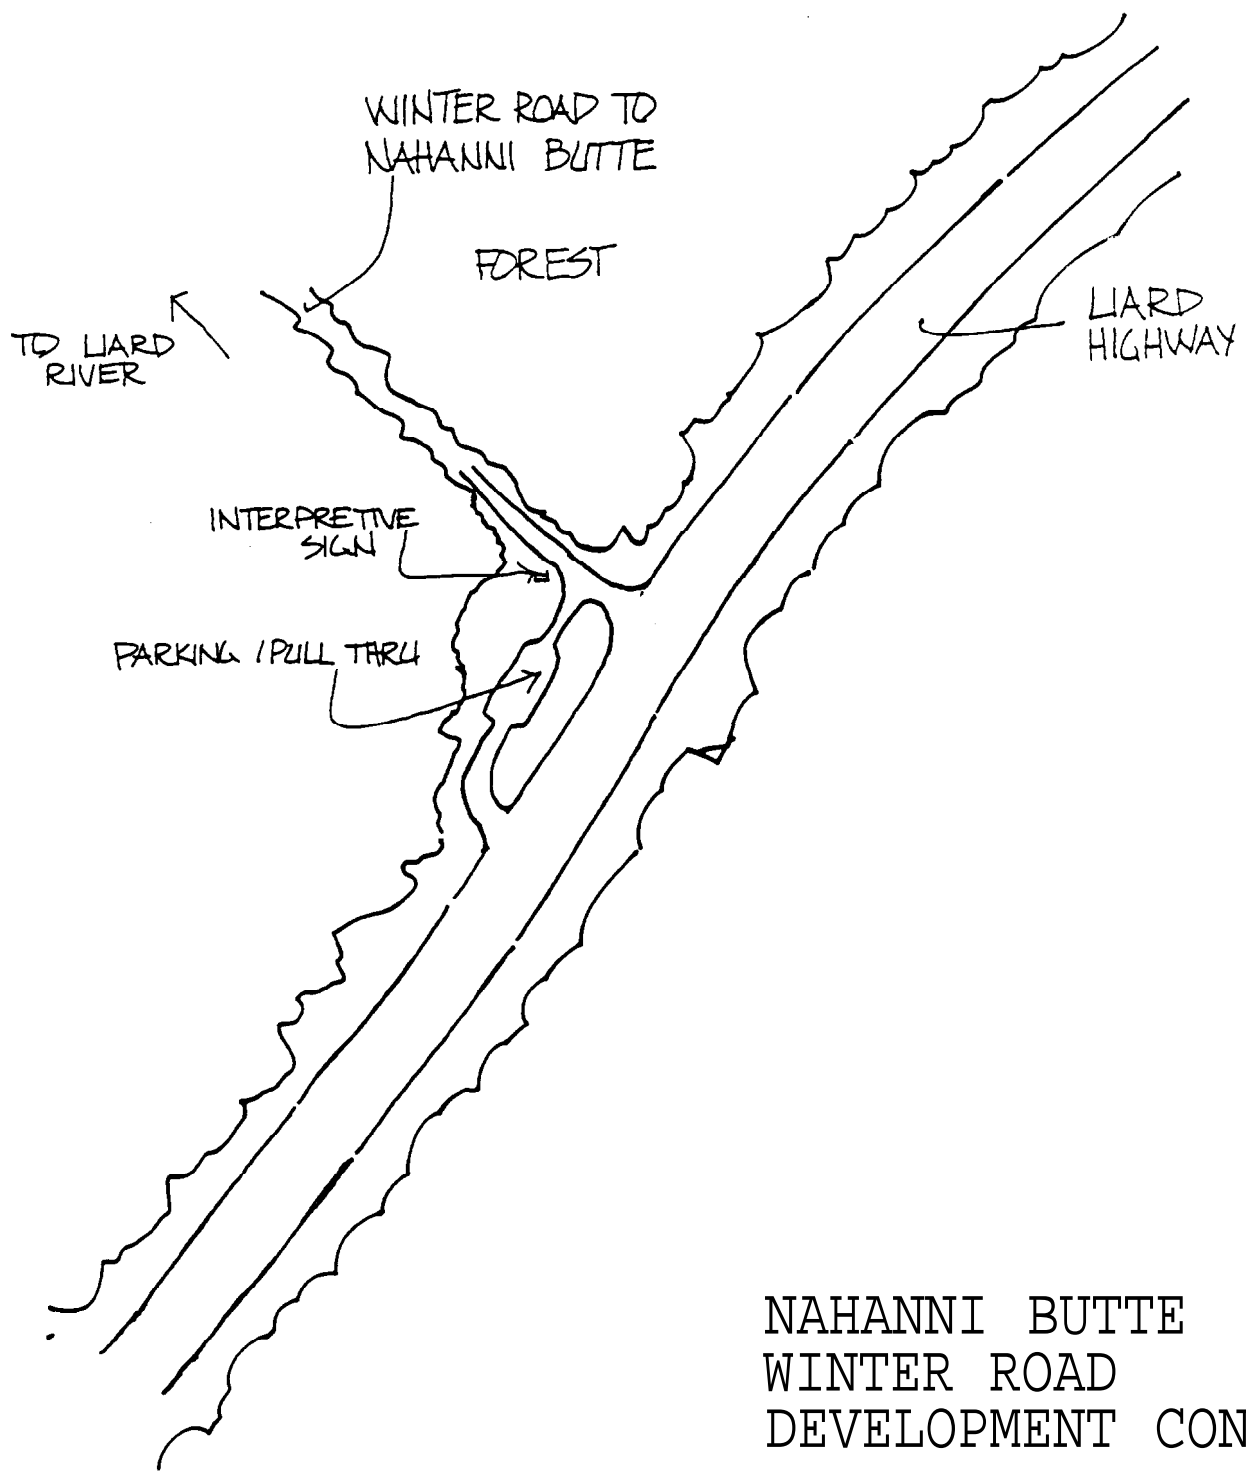 WINTER ROAD TO
NAHANNI BUTTE
FOREST
LIARD
HIGHWAY
TO LIARD
RIVER
INTERPRETIVE
SIGN
PARKING / PULL THRU
NAHANNI BUTTE
WINTER ROAD
DEVELOPMENT CON